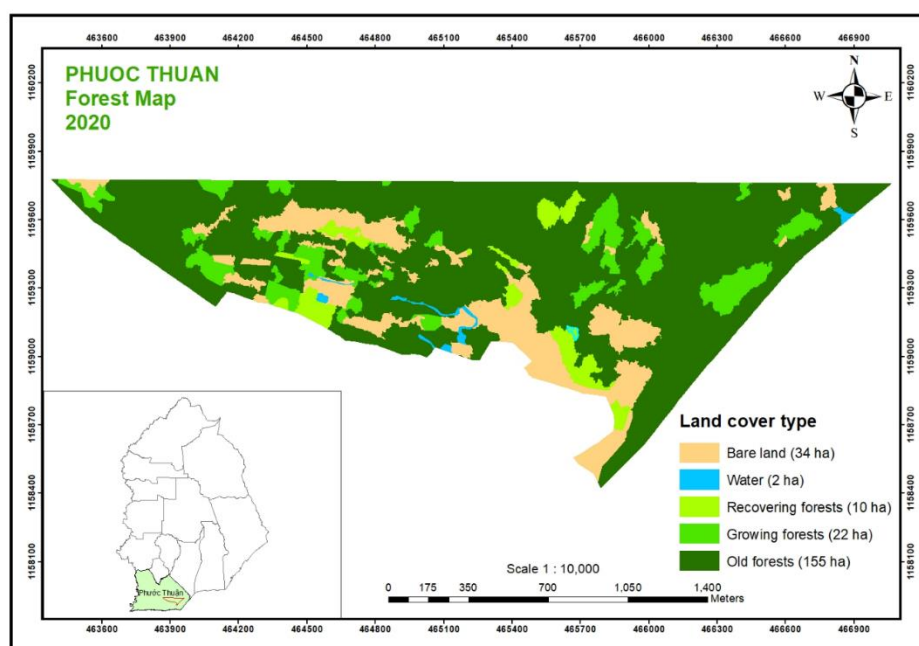 463600 463900 464200 464500 464800 465100 465400 465700 466000 466300 466600 466900
PHUOC THUAN
Forest Map
2020
N
W E
S
1160200 1160200
1159900 1159900
1159600 1159600
1159300 1159300
1159000 1159000
1158700 1158700
1158400 1158400
1158100 1158100
Land cover type
Bare land (34 ha)
Water (2 ha)
Recovering forests (10 ha)
Growing forests (22 ha)
Old forests (155 ha)
Phước Thuận
Scale 1 : 10,000
0 175 350 700 1,050 1,400
Meters
463600 463900 464200 464500 464800 465100 465400 465700 466000 466300 466600 466900